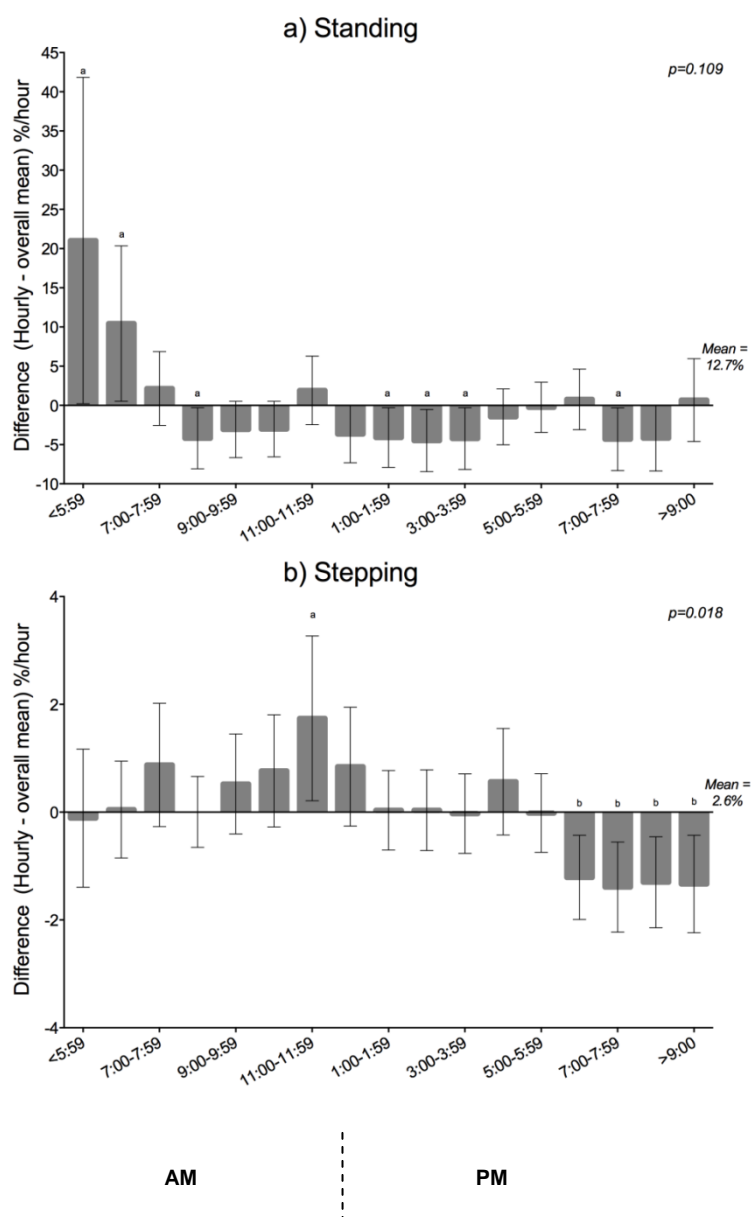 a) Standing
p=0.109
Difference (Hourly - overall mean) %/hour
45
40
35
30
25
20
15
10
5
0
-5
-10
a
a
a
a
a
a
a
Mean =
12.7%
<5:59
7:00-7:59
9:00-9:59
11:00-11:59
1:00-1:59
3:00-3:59
5:00-5:59
7:00-7:59
>9:00
b) Stepping
p=0.018
Difference (Hourly - overall mean) %/hour
4
2
0
-2
-4
a
b
b
b
b
Mean =
2.6%
<5:59
7:00-7:59
9:00-9:59
11:00-11:59
1:00-1:59
3:00-3:59
5:00-5:59
7:00-7:59
>9:00
AM
PM